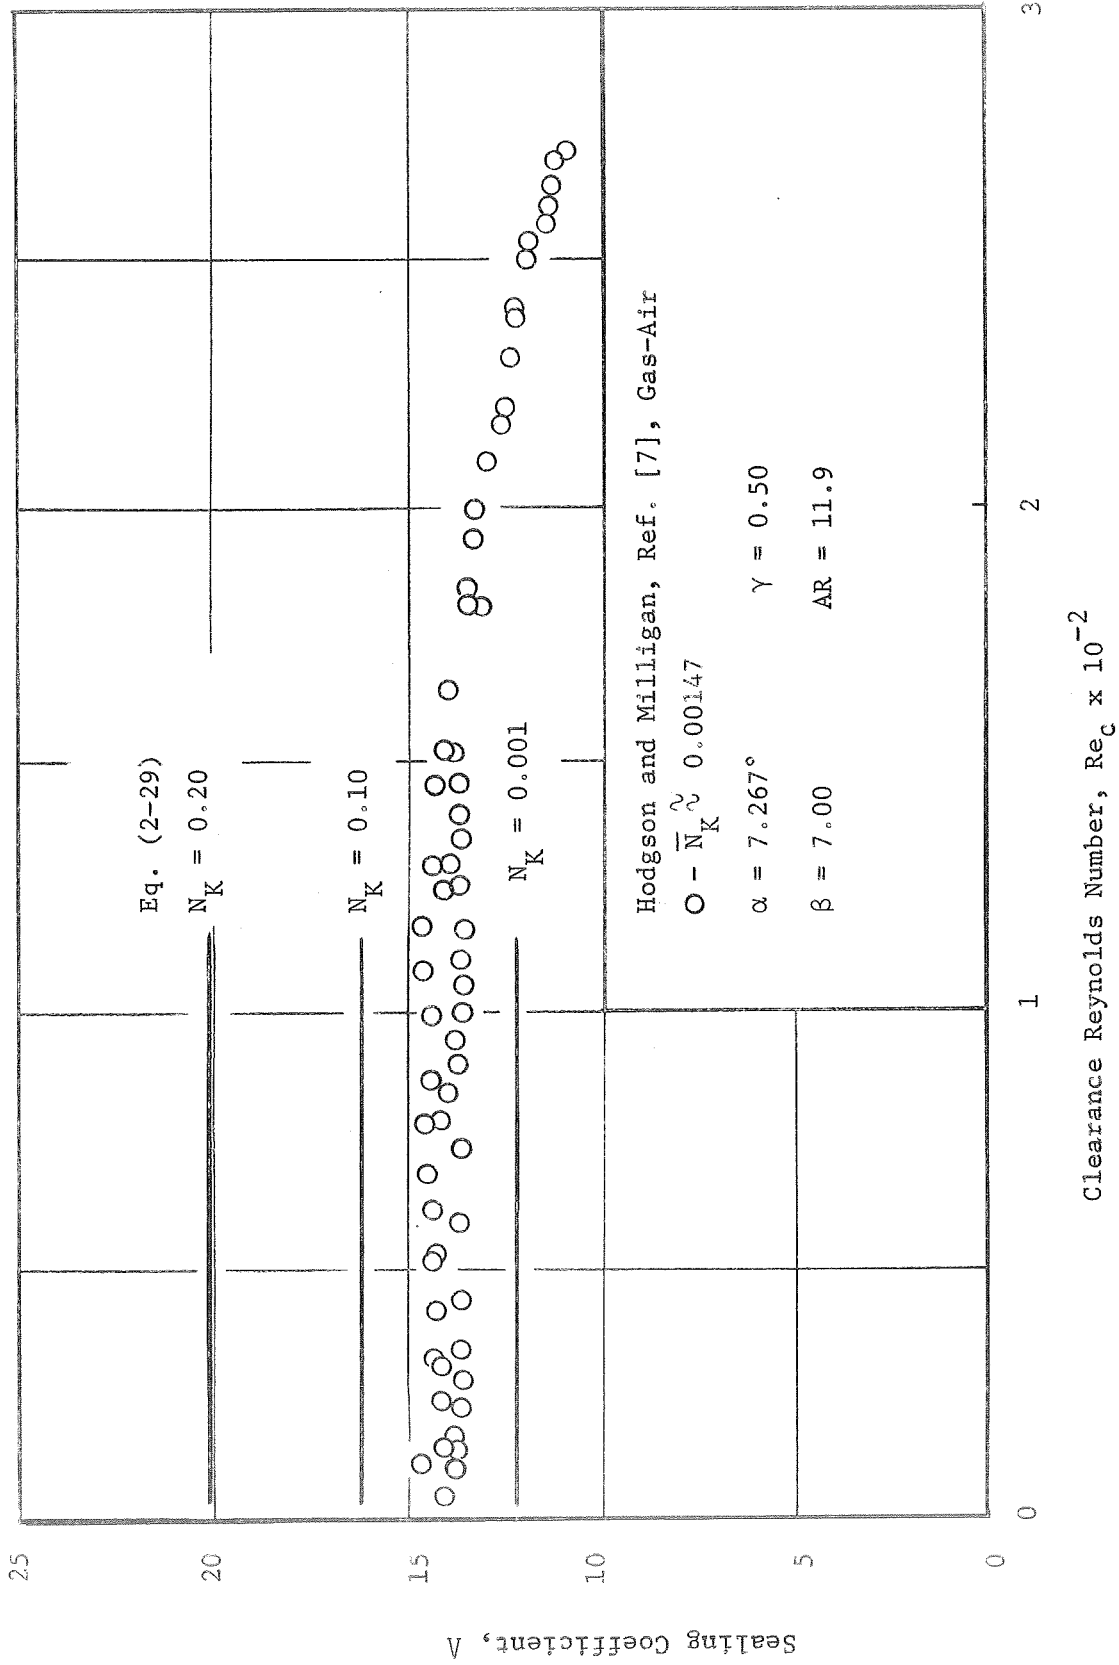 25
20
15
10
5
0
Sealing Coefficient, Λ
Eq. (2-29)
N_K = 0.20
N_K = 0.10
N_K = 0.001
Hodgson and Milligan, Ref. [7], Gas-Air
O - N̅_K ≈ 0.00147
α = 7.267° γ = 0.50
β = 7.00 AR = 11.9
0 1 2 3
Clearance Reynolds Number, Re_c x 10⁻²